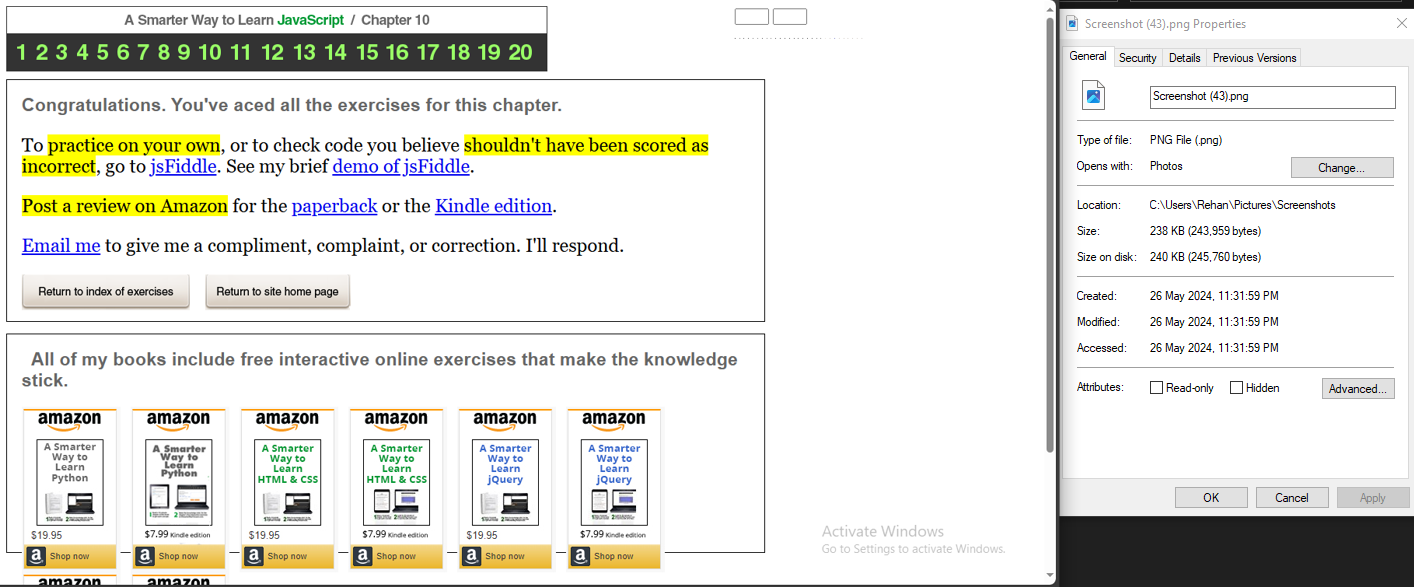 A Smarter Way to Learn JavaScript / Chapter 10
1 2 3 4 5 6 7 8 9 10 11 12 13 14 15 16 17 18 19 20
Congratulations. You've aced all the exercises for this chapter.
To practice on your own, or to check code you believe shouldn't have been scored as
incorrect, go to jsFiddle. See my brief demo of jsFiddle.
Post a review on Amazon for the paperback or the Kindle edition.
Email me to give me a compliment, complaint, or correction. I'll respond.
Return to index of exercises
Return to site home page
All of my books include free interactive online exercises that make the knowledge
stick.
amazon
A Smarter
Way to
Learn
Python
$19.95
Shop now
amazon
A Smarter
Way to
Learn
Python
$7.99 Kindle edition
Shop now
amazon
A Smarter
Way to
Learn
HTML & CSS
$19.95
Shop now
amazon
A Smarter
Way to
Learn
HTML & CSS
$7.99 Kindle edition
Shop now
amazon
A Smarter
Way to
Learn
jQuery
$19.95
Shop now
amazon
A Smarter
Way to
Learn
jQuery
$7.99 Kindle edition
Shop now
amazon
amazon
Activate Windows
Go to Settings to activate Windows.
Screenshot (43).png Properties
General
Security
Details
Previous Versions
Screenshot (43).png
Type of file: PNG File (.png)
Opens with: Photos
Change...
Location: C:\Users\Rehan\Pictures\Screenshots
Size: 238 KB (243,959 bytes)
Size on disk: 240 KB (245,760 bytes)
Created: 26 May 2024, 11:31:59 PM
Modified: 26 May 2024, 11:31:59 PM
Accessed: 26 May 2024, 11:31:59 PM
Attributes: Read-only Hidden
Advanced...
OK
Cancel
Apply